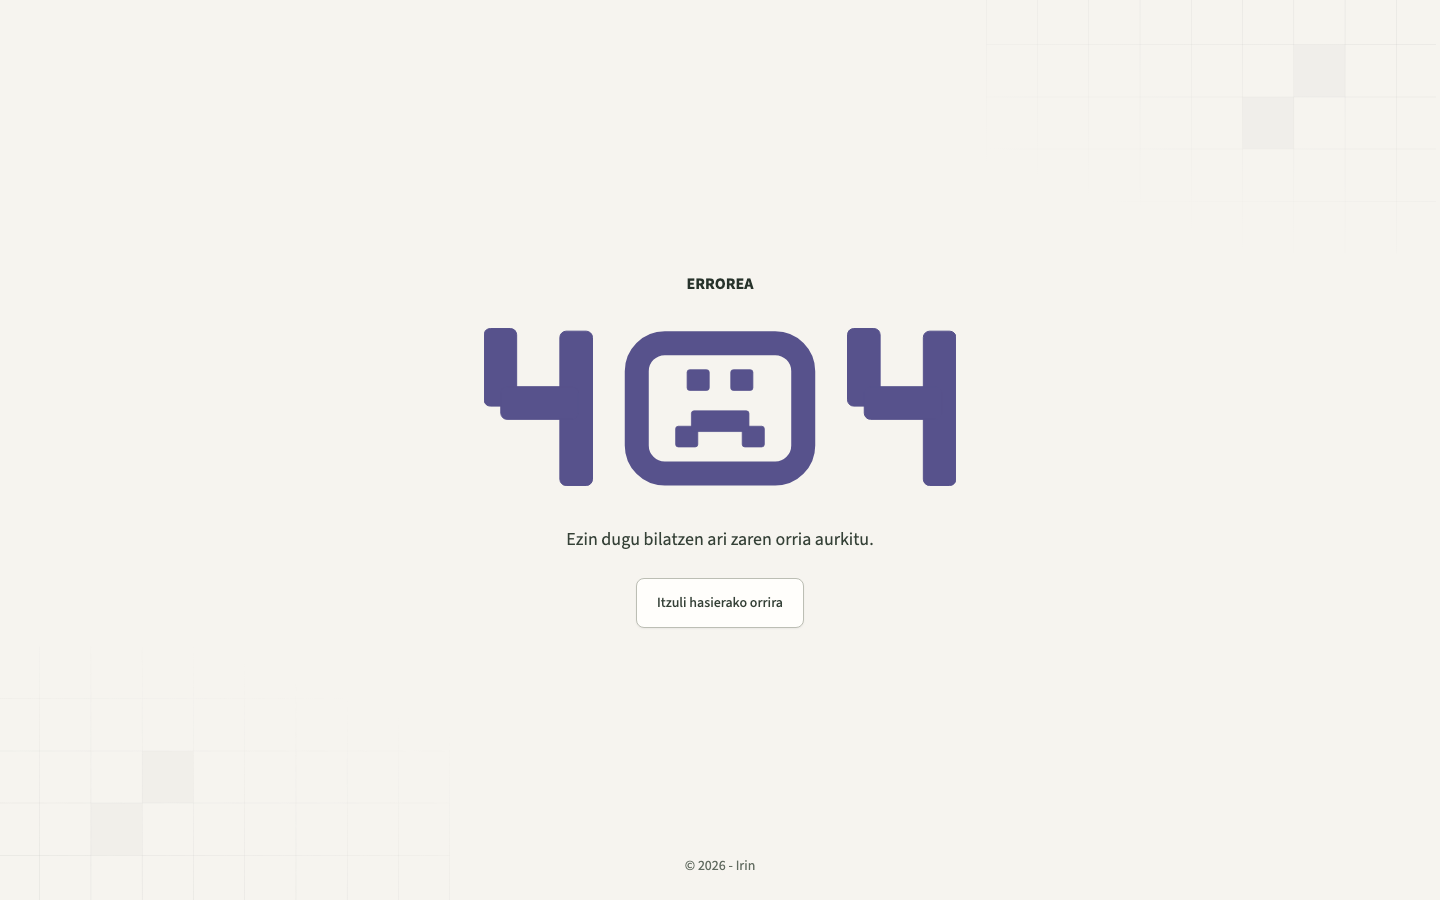 ERROREA
404
Ezin dugu bilatzen ari zaren orria aurkitu.
Itzuli hasierako orrira
© 2026 - Irin